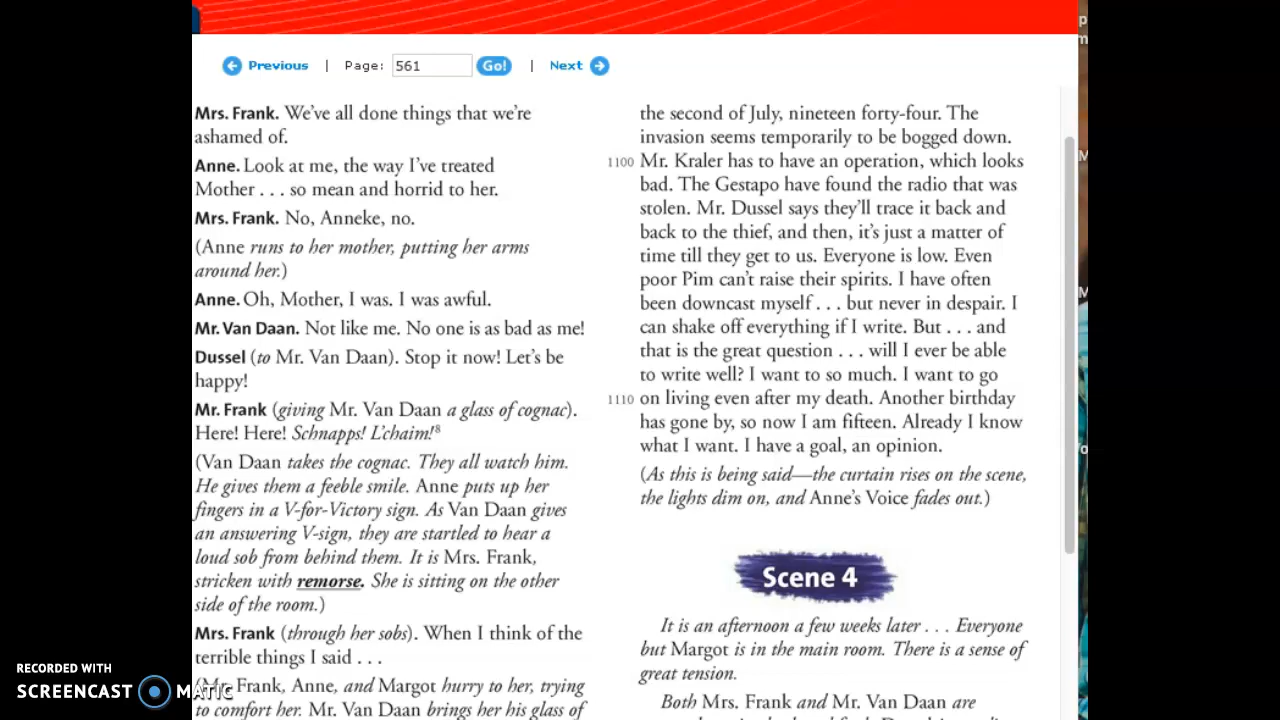 Previous | Page: 561 Go! | Next
Mrs. Frank. We've all done things that we're
ashamed of.
Anne. Look at me, the way I've treated
Mother . . . so mean and horrid to her.
Mrs. Frank. No, Anneke, no.
(Anne runs to her mother, putting her arms
around her.)
Anne. Oh, Mother, I was. I was awful.
Mr. Van Daan. Not like me. No one is as bad as me!
Dussel (to Mr. Van Daan). Stop it now! Let's be
happy!
Mr. Frank (giving Mr. Van Daan a glass of cognac).
Here! Here! Schnapps! L'chaim!⁸
(Van Daan takes the cognac. They all watch him.
He gives them a feeble smile. Anne puts up her
fingers in a V-for-Victory sign. As Van Daan gives
an answering V-sign, they are startled to hear a
loud sob from behind them. It is Mrs. Frank,
stricken with remorse. She is sitting on the other
side of the room.)
Mrs. Frank (through her sobs). When I think of the
terrible things I said . . .
(Mr. Frank, Anne, and Margot hurry to her, trying
to comfort her. Mr. Van Daan brings her his glass of
the second of July, nineteen forty-four. The
invasion seems temporarily to be bogged down.
1100 Mr. Kraler has to have an operation, which looks
bad. The Gestapo have found the radio that was
stolen. Mr. Dussel says they'll trace it back and
back to the thief, and then, it's just a matter of
time till they get to us. Everyone is low. Even
poor Pim can't raise their spirits. I have often
been downcast myself . . . but never in despair. I
can shake off everything if I write. But . . . and
that is the great question . . . will I ever be able
to write well? I want to so much. I want to go
1110 on living even after my death. Another birthday
has gone by, so now I am fifteen. Already I know
what I want. I have a goal, an opinion.
(As this is being said—the curtain rises on the scene,
the lights dim on, and Anne's Voice fades out.)
Scene 4
It is an afternoon a few weeks later . . . Everyone
but Margot is in the main room. There is a sense of
great tension.
Both Mrs. Frank and Mr. Van Daan are
RECORDED WITH
SCREENCAST MATIC